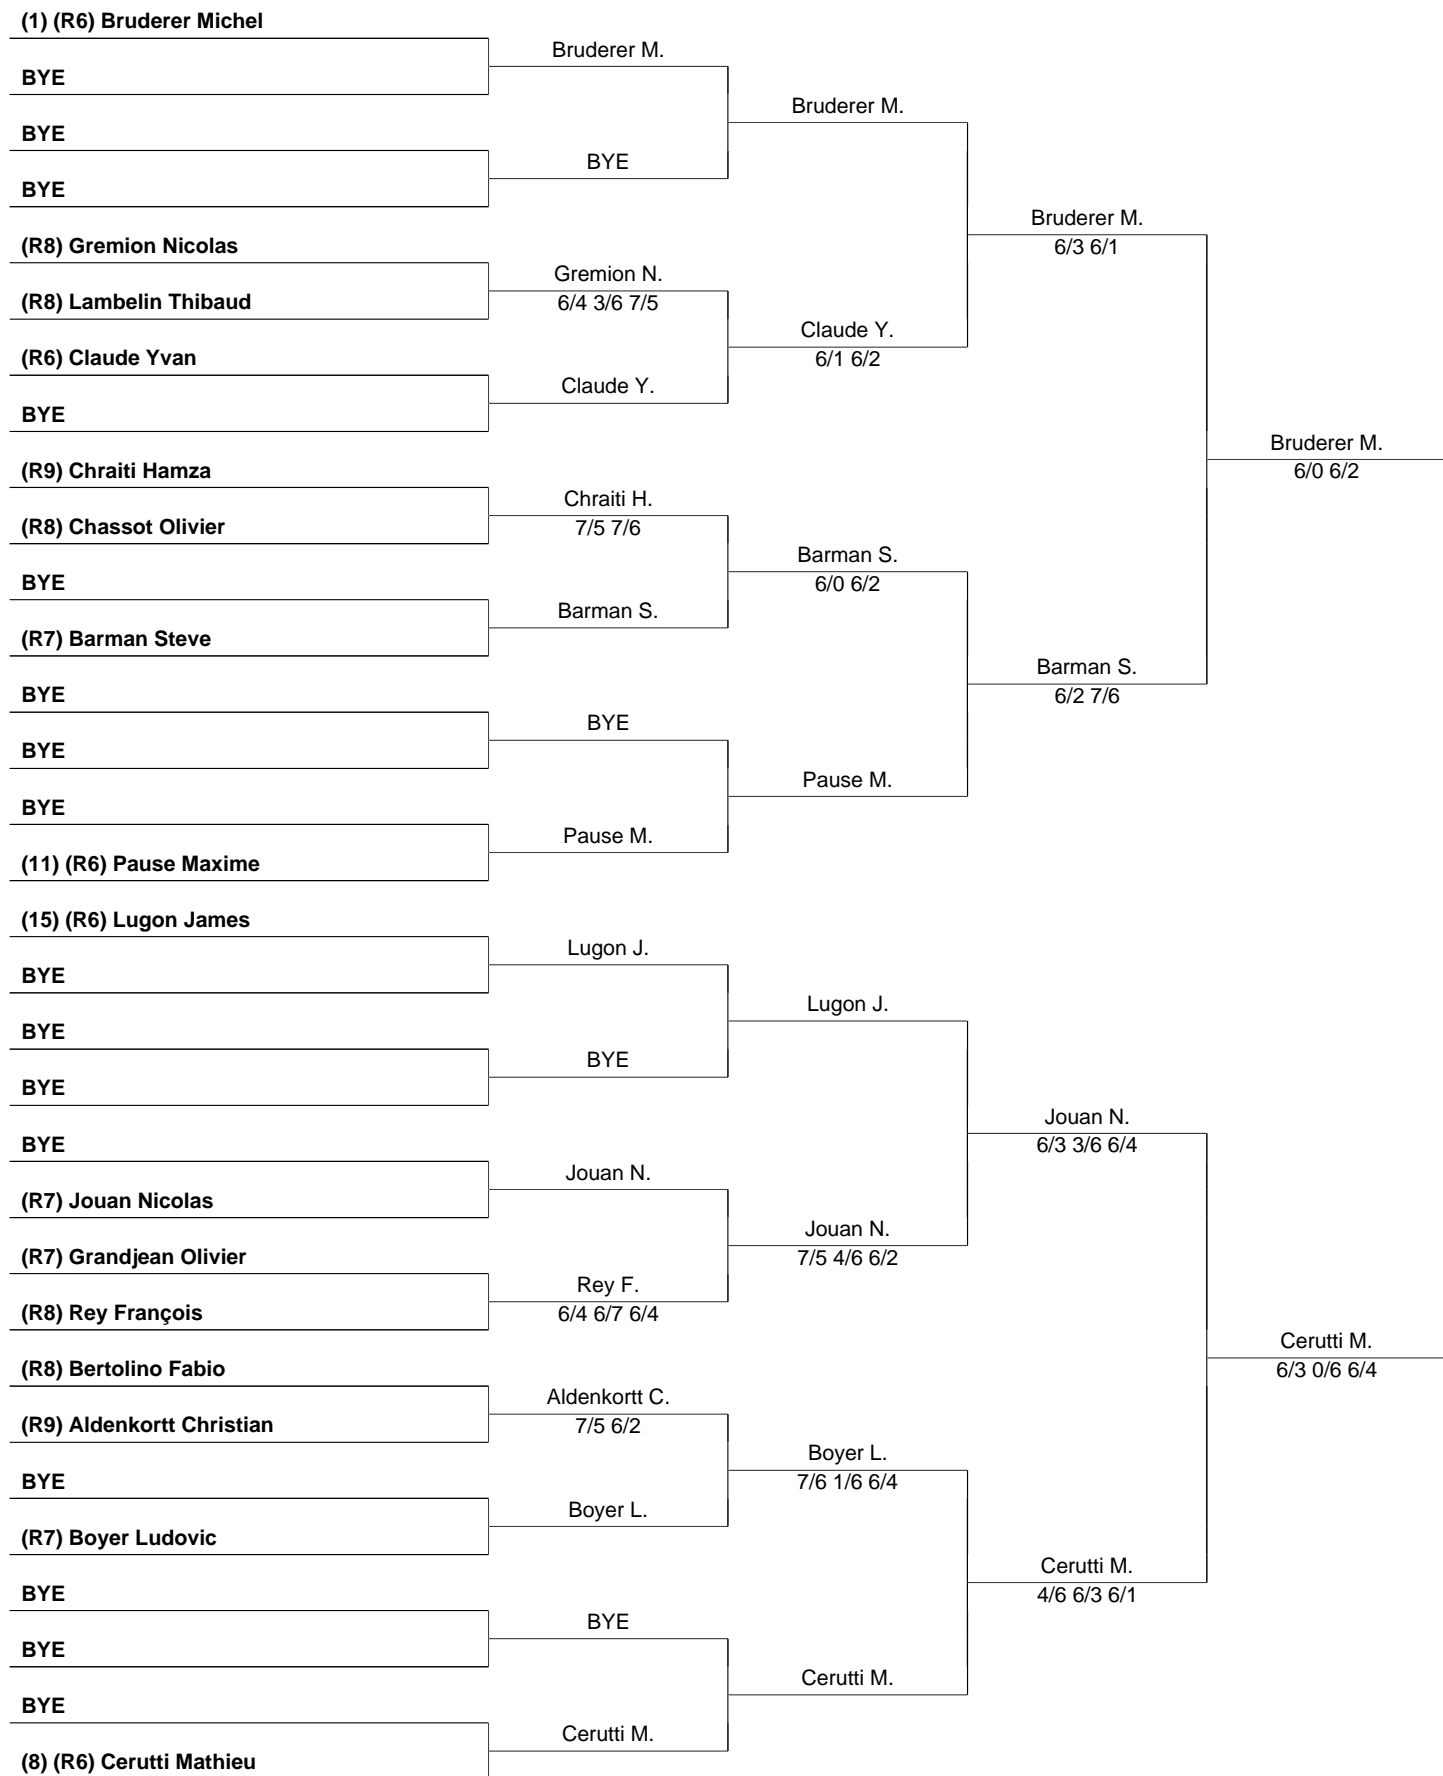 (1) (R6) Bruderer Michel
BYE
BYE
BYE
(R8) Gremion Nicolas
(R8) Lambelin Thibaud
(R6) Claude Yvan
BYE
(R9) Chraiti Hamza
(R8) Chassot Olivier
BYE
(R7) Barman Steve
BYE
BYE
BYE
(11) (R6) Pause Maxime
(15) (R6) Lugon James
BYE
BYE
BYE
BYE
(R7) Jouan Nicolas
(R7) Grandjean Olivier
(R8) Rey François
(R8) Bertolino Fabio
(R9) Aldenkortt Christian
BYE
(R7) Boyer Ludovic
BYE
BYE
BYE
(8) (R6) Cerutti Mathieu
Bruderer M.
BYE
Gremion N.
6/4 3/6 7/5
Claude Y.
Chraiti H.
7/5 7/6
Barman S.
BYE
Pause M.
Lugon J.
BYE
Jouan N.
Rey F.
6/4 6/7 6/4
Aldenkortt C.
7/5 6/2
Boyer L.
BYE
Cerutti M.
Bruderer M.
Claude Y.
6/1 6/2
Barman S.
6/0 6/2
Pause M.
Lugon J.
Jouan N.
7/5 4/6 6/2
Boyer L.
7/6 1/6 6/4
Cerutti M.
Bruderer M.
6/3 6/1
Barman S.
6/2 7/6
Jouan N.
6/3 3/6 6/4
Cerutti M.
4/6 6/3 6/1
Bruderer M.
6/0 6/2
Cerutti M.
6/3 0/6 6/4